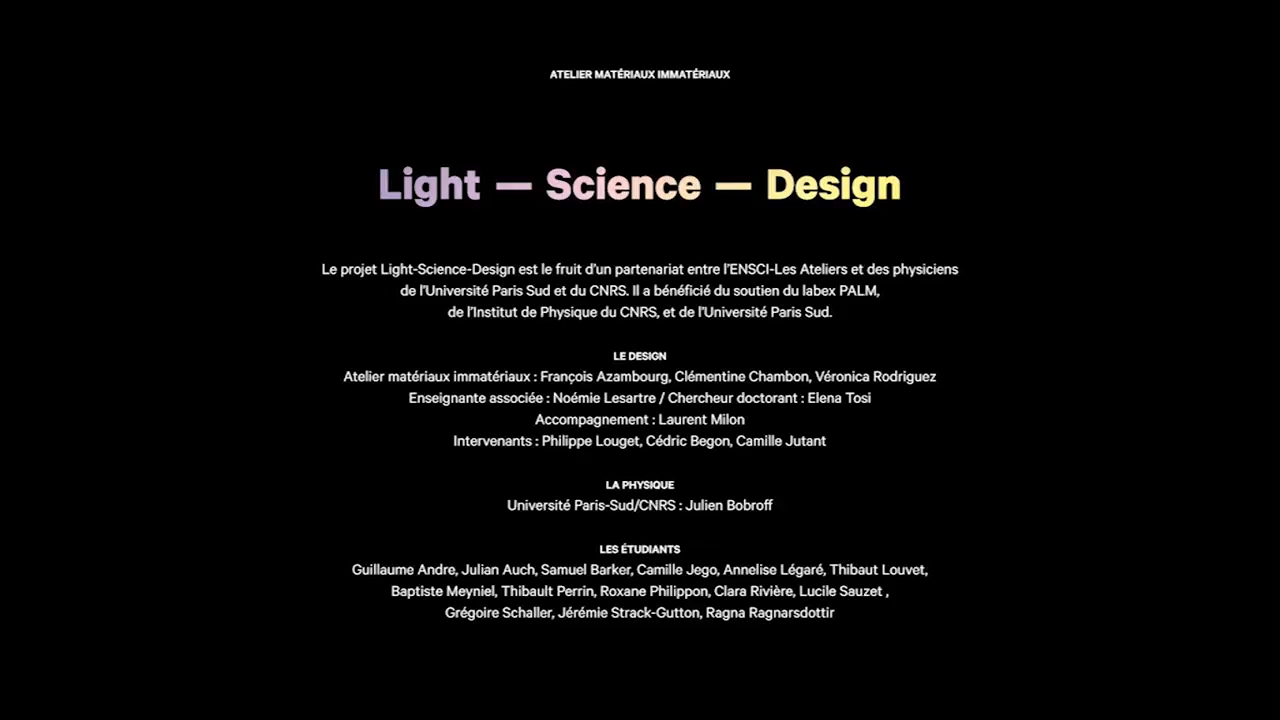 ATELIER MATÉRIAUX IMMATÉRIAUX
Light — Science — Design
Le projet Light-Science-Design est le fruit d'un partenariat entre l'ENSCI-Les Ateliers et des physiciens
de l'Université Paris Sud et du CNRS. Il a bénéficié du soutien du labex PALM,
de l'Institut de Physique du CNRS, et de l'Université Paris Sud.
LE DESIGN
Atelier matériaux immatériaux : François Azambourg, Clémentine Chambon, Véronica Rodriguez
Enseignante associée : Noémie Lesartre / Chercheur doctorant : Elena Tosi
Accompagnement : Laurent Milon
Intervenants : Philippe Louget, Cédric Begon, Camille Jutant
LA PHYSIQUE
Université Paris-Sud/CNRS : Julien Bobroff
LES ÉTUDIANTS
Guillaume Andre, Julian Auch, Samuel Barker, Camille Jego, Annelise Légaré, Thibaut Louvet,
Baptiste Meyniel, Thibault Perrin, Roxane Philippon, Clara Rivière, Lucile Sauzet ,
Grégoire Schaller, Jérémie Strack-Gutton, Ragna Ragnarsdottir